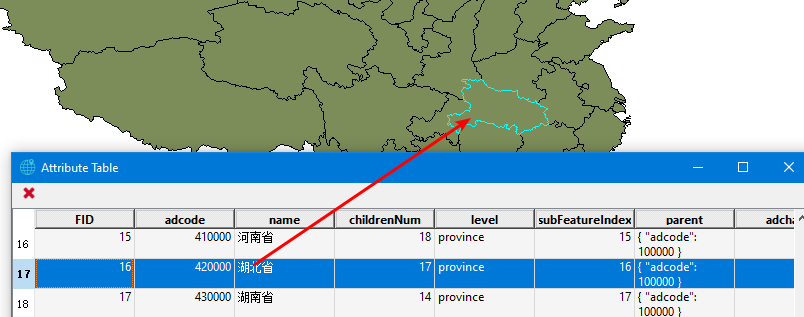 Attribute Table
FID adcode name childrenNum level subFeatureIndex parent adcha
16 15 410000 河南省 18 province 15 { "adcode":
100000 }
17 16 420000 湖北省 17 province 16 { "adcode":
100000 }
18 17 430000 湖南省 14 province 17 { "adcode":
100000 }